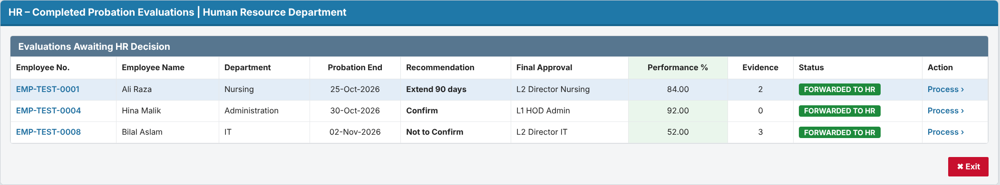 HR – Completed Probation Evaluations | Human Resource Department
Evaluations Awaiting HR Decision
Employee No. Employee Name Department Probation End Recommendation Final Approval Performance % Evidence Status Action
EMP-TEST-0001 Ali Raza Nursing 25-Oct-2026 Extend 90 days L2 Director Nursing 84.00 2 FORWARDED TO HR Process ›
EMP-TEST-0004 Hina Malik Administration 30-Oct-2026 Confirm L1 HOD Admin 92.00 0 FORWARDED TO HR Process ›
EMP-TEST-0008 Bilal Aslam IT 02-Nov-2026 Not to Confirm L2 Director IT 52.00 3 FORWARDED TO HR Process ›
✖ Exit